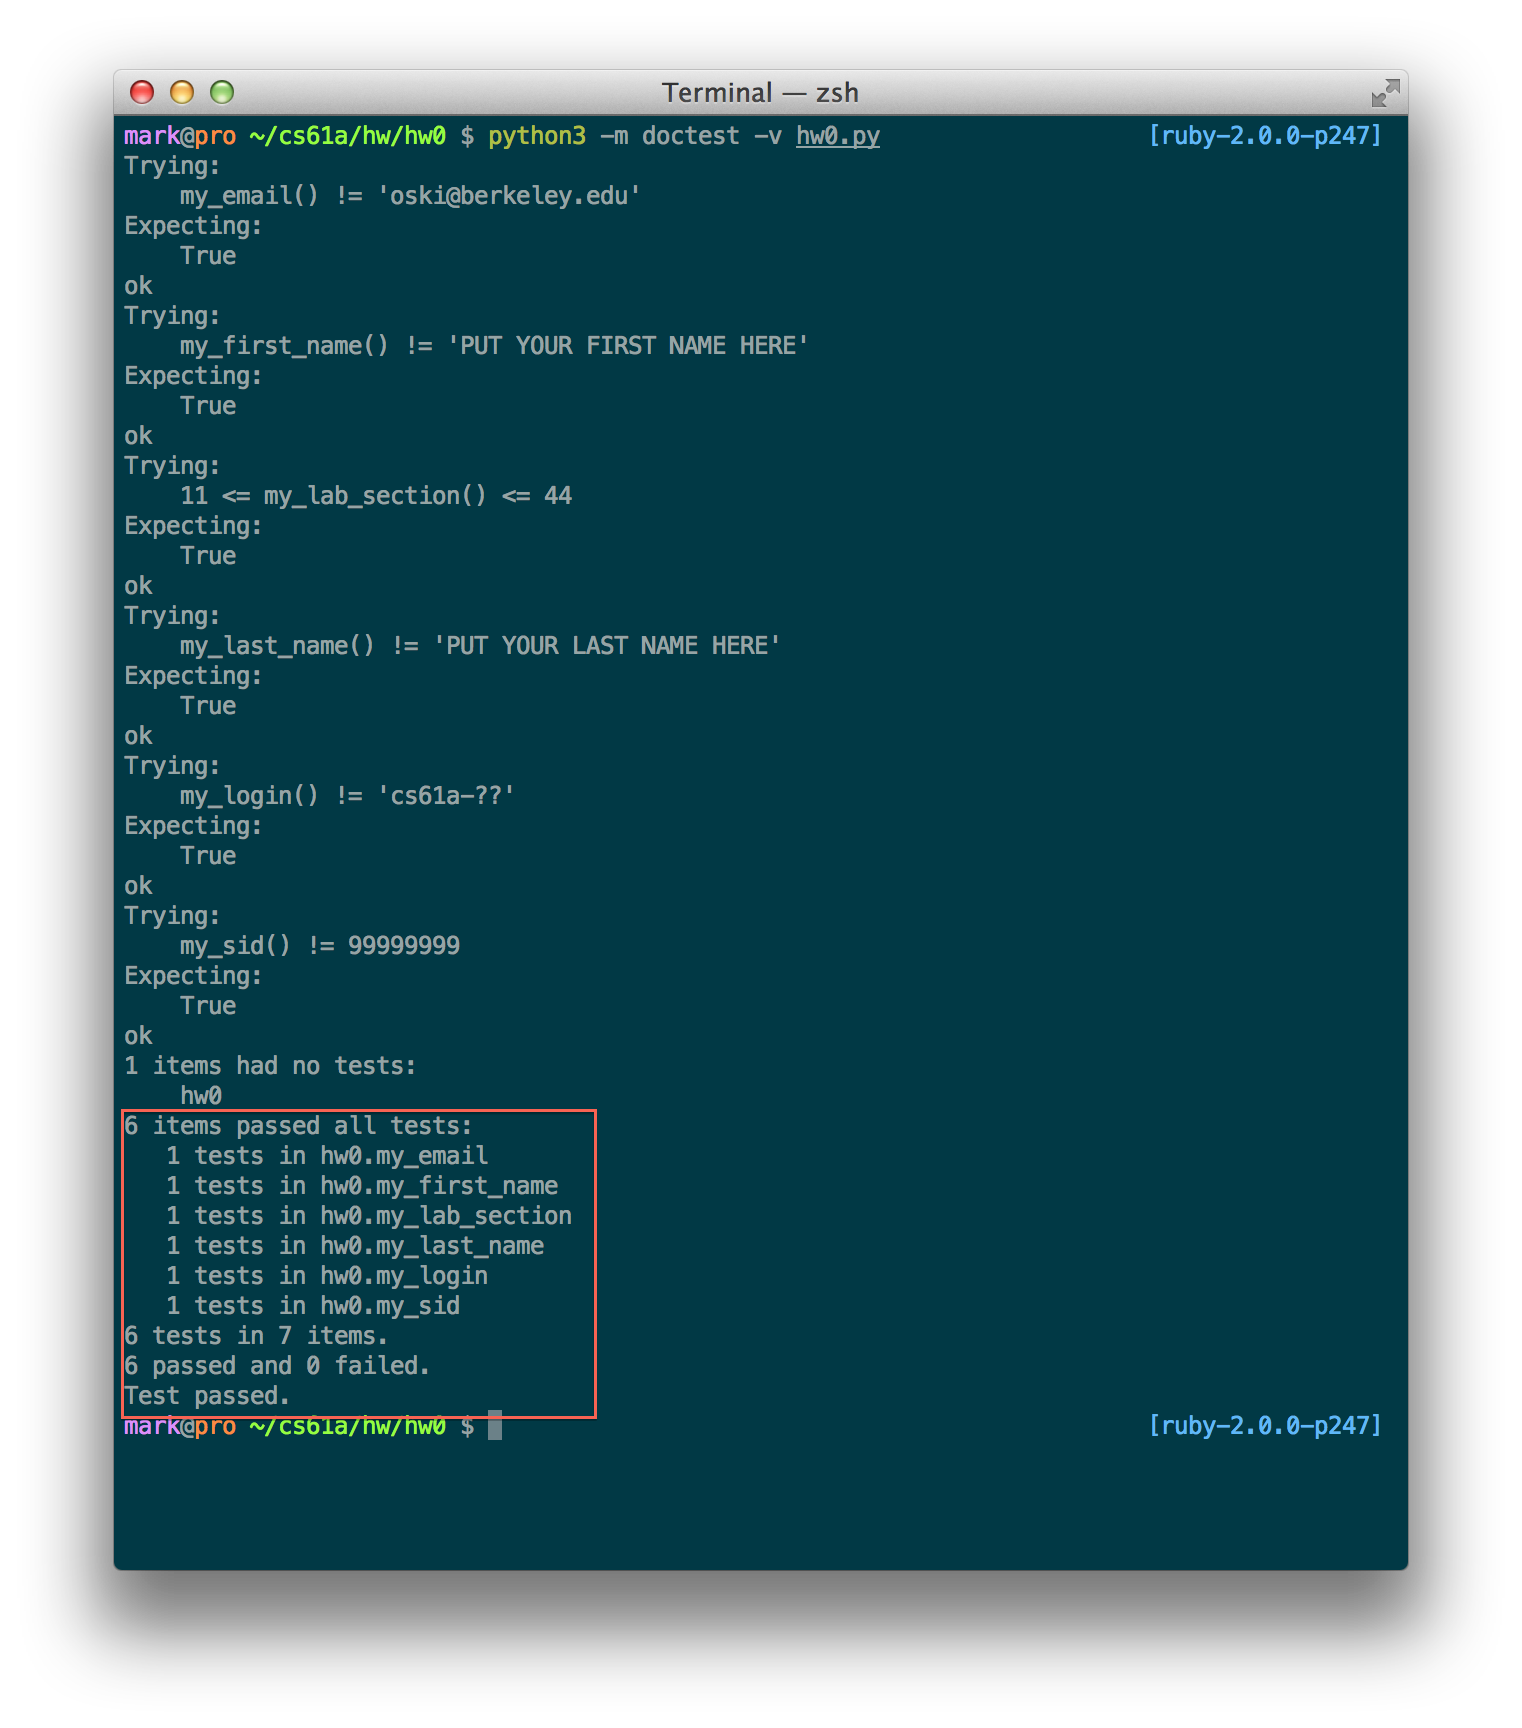 Terminal — zsh
mark@pro ~/cs61a/hw/hw0 $ python3 -m doctest -v hw0.py [ruby-2.0.0-p247]
Trying:
    my_email() != 'oski@berkeley.edu'
Expecting:
    True
ok
Trying:
    my_first_name() != 'PUT YOUR FIRST NAME HERE'
Expecting:
    True
ok
Trying:
    11 <= my_lab_section() <= 44
Expecting:
    True
ok
Trying:
    my_last_name() != 'PUT YOUR LAST NAME HERE'
Expecting:
    True
ok
Trying:
    my_login() != 'cs61a-??'
Expecting:
    True
ok
Trying:
    my_sid() != 99999999
Expecting:
    True
ok
1 items had no tests:
    hw0
6 items passed all tests:
   1 tests in hw0.my_email
   1 tests in hw0.my_first_name
   1 tests in hw0.my_lab_section
   1 tests in hw0.my_last_name
   1 tests in hw0.my_login
   1 tests in hw0.my_sid
6 tests in 7 items.
6 passed and 0 failed.
Test passed.
mark@pro ~/cs61a/hw/hw0 $ [ruby-2.0.0-p247]